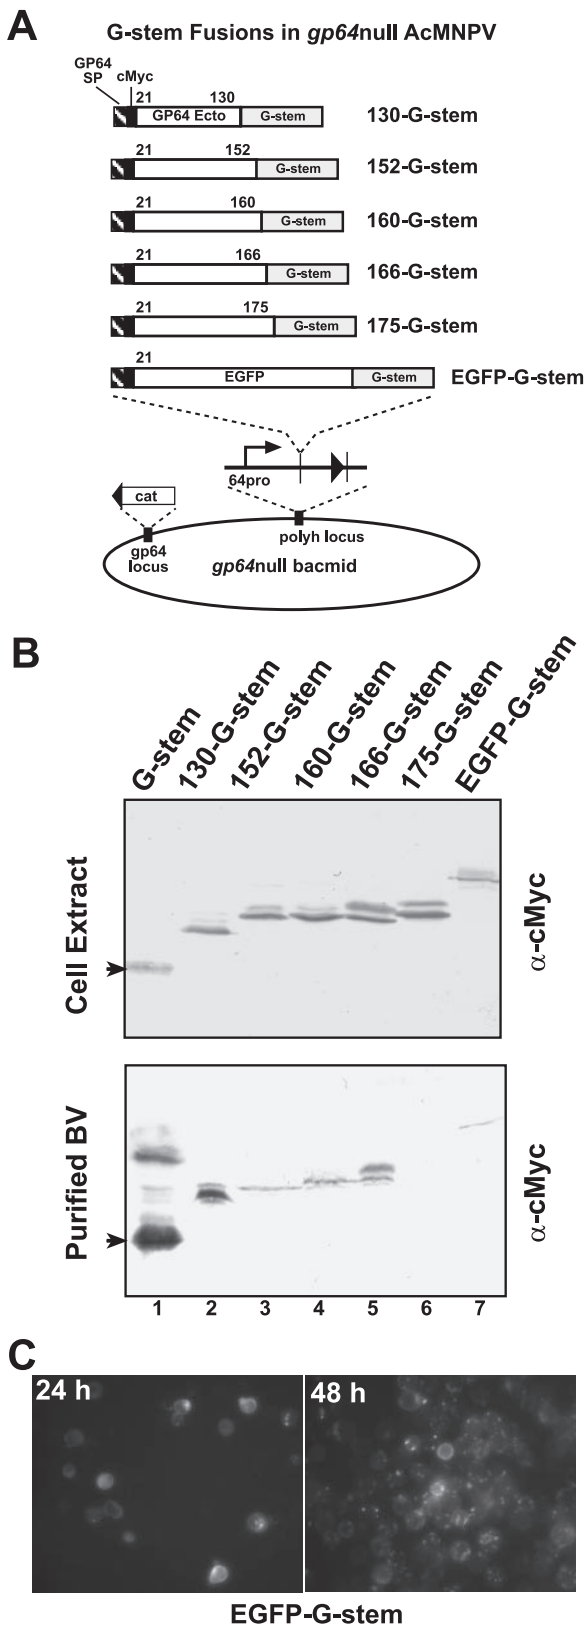 A
G-stem Fusions in gp64null AcMNPV
GP64
SP
cMyc
21 130
GP64 Ecto G-stem 130-G-stem
21 152
G-stem 152-G-stem
21 160
G-stem 160-G-stem
21 166
G-stem 166-G-stem
21 175
G-stem 175-G-stem
21
EGFP G-stem EGFP-G-stem
64pro
cat
gp64
locus
polyh locus
gp64null bacmid
B
G-stem
130-G-stem
152-G-stem
160-G-stem
166-G-stem
175-G-stem
EGFP-G-stem
Cell Extract
α-cMyc
Purified BV
α-cMyc
1 2 3 4 5 6 7
C
24 h 48 h
EGFP-G-stem